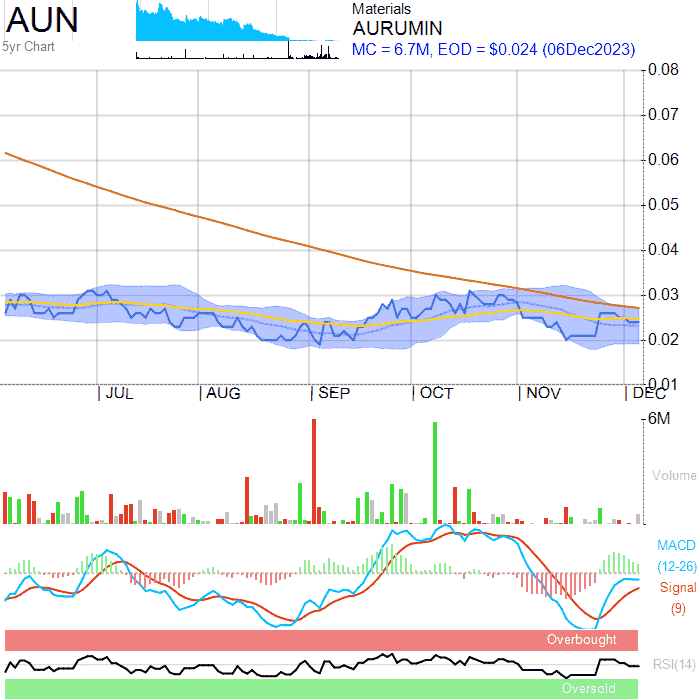 AUN
5yr Chart
Materials
AURUMIN
MC = 6.7M, EOD = $0.024 (06Dec2023)
0.08
0.07
0.06
0.05
0.04
0.03
0.02
0.01
JUL AUG SEP OCT NOV DEC
6M
Volume
MACD
(12-26)
Signal
(9)
Overbought
RSI(14)
Oversold